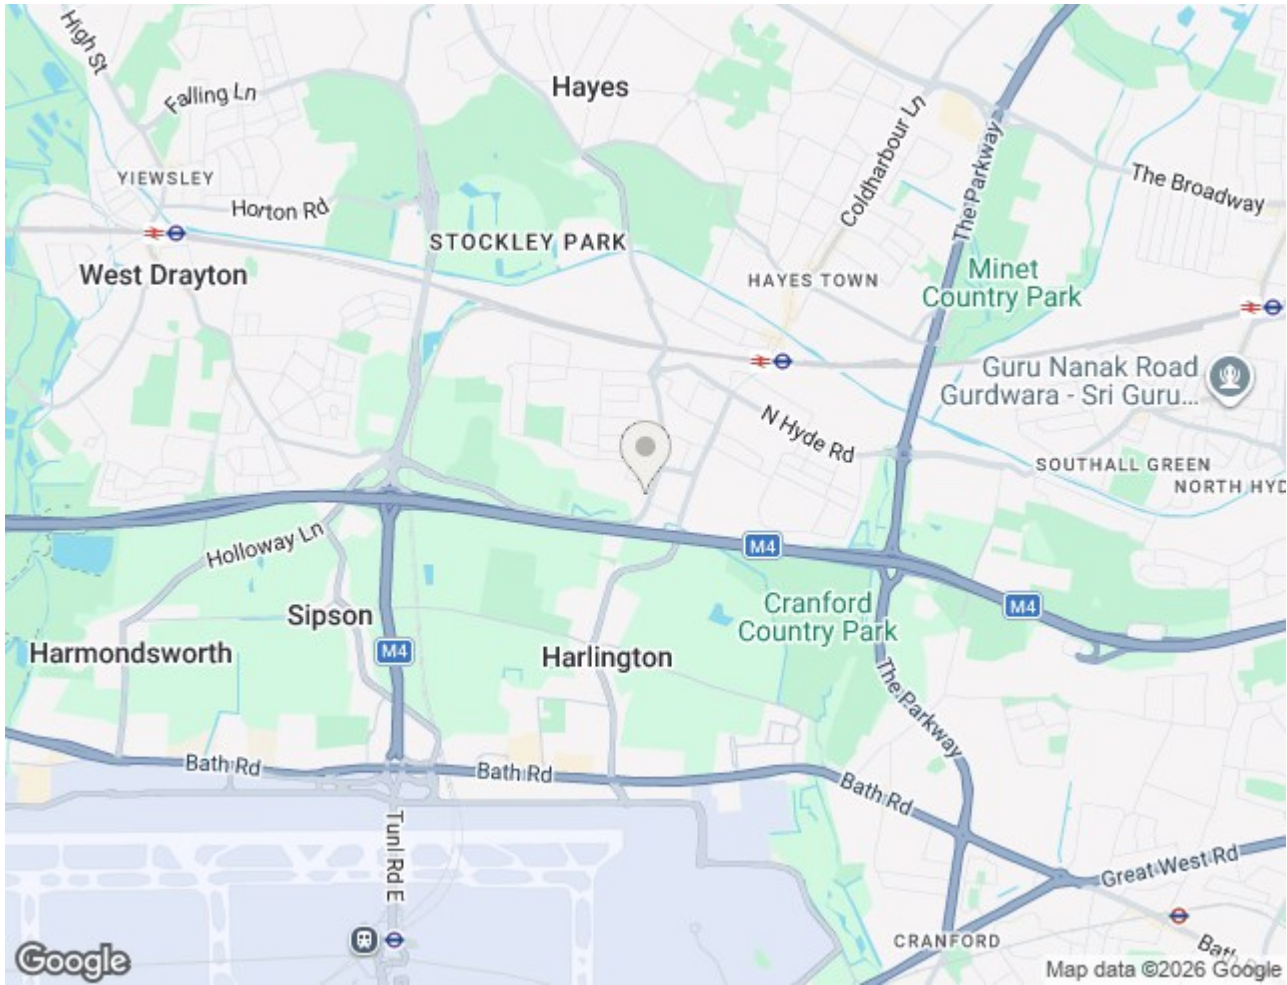 High St
Falling Ln
Hayes
Coldharbour Ln
The Parkway
The Broadway
YIEWSLEY
Horton Rd
STOCKLEY PARK
West Drayton
HAYES TOWN
Minet
Country Park
Guru Nanak Road
Gurdwara - Sri Guru...
N Hyde Rd
SOUTHALL GREEN
NORTH HYD
Holloway Ln
M4
M4
Sipson
Cranford
Country Park
Harmondsworth
M4
Harlington
The Parkway
Bath Rd
Bath Rd
Bath Rd
Tunl Rd E
Great West Rd
CRANFORD
Bath R
Google
Map data ©2026 Google